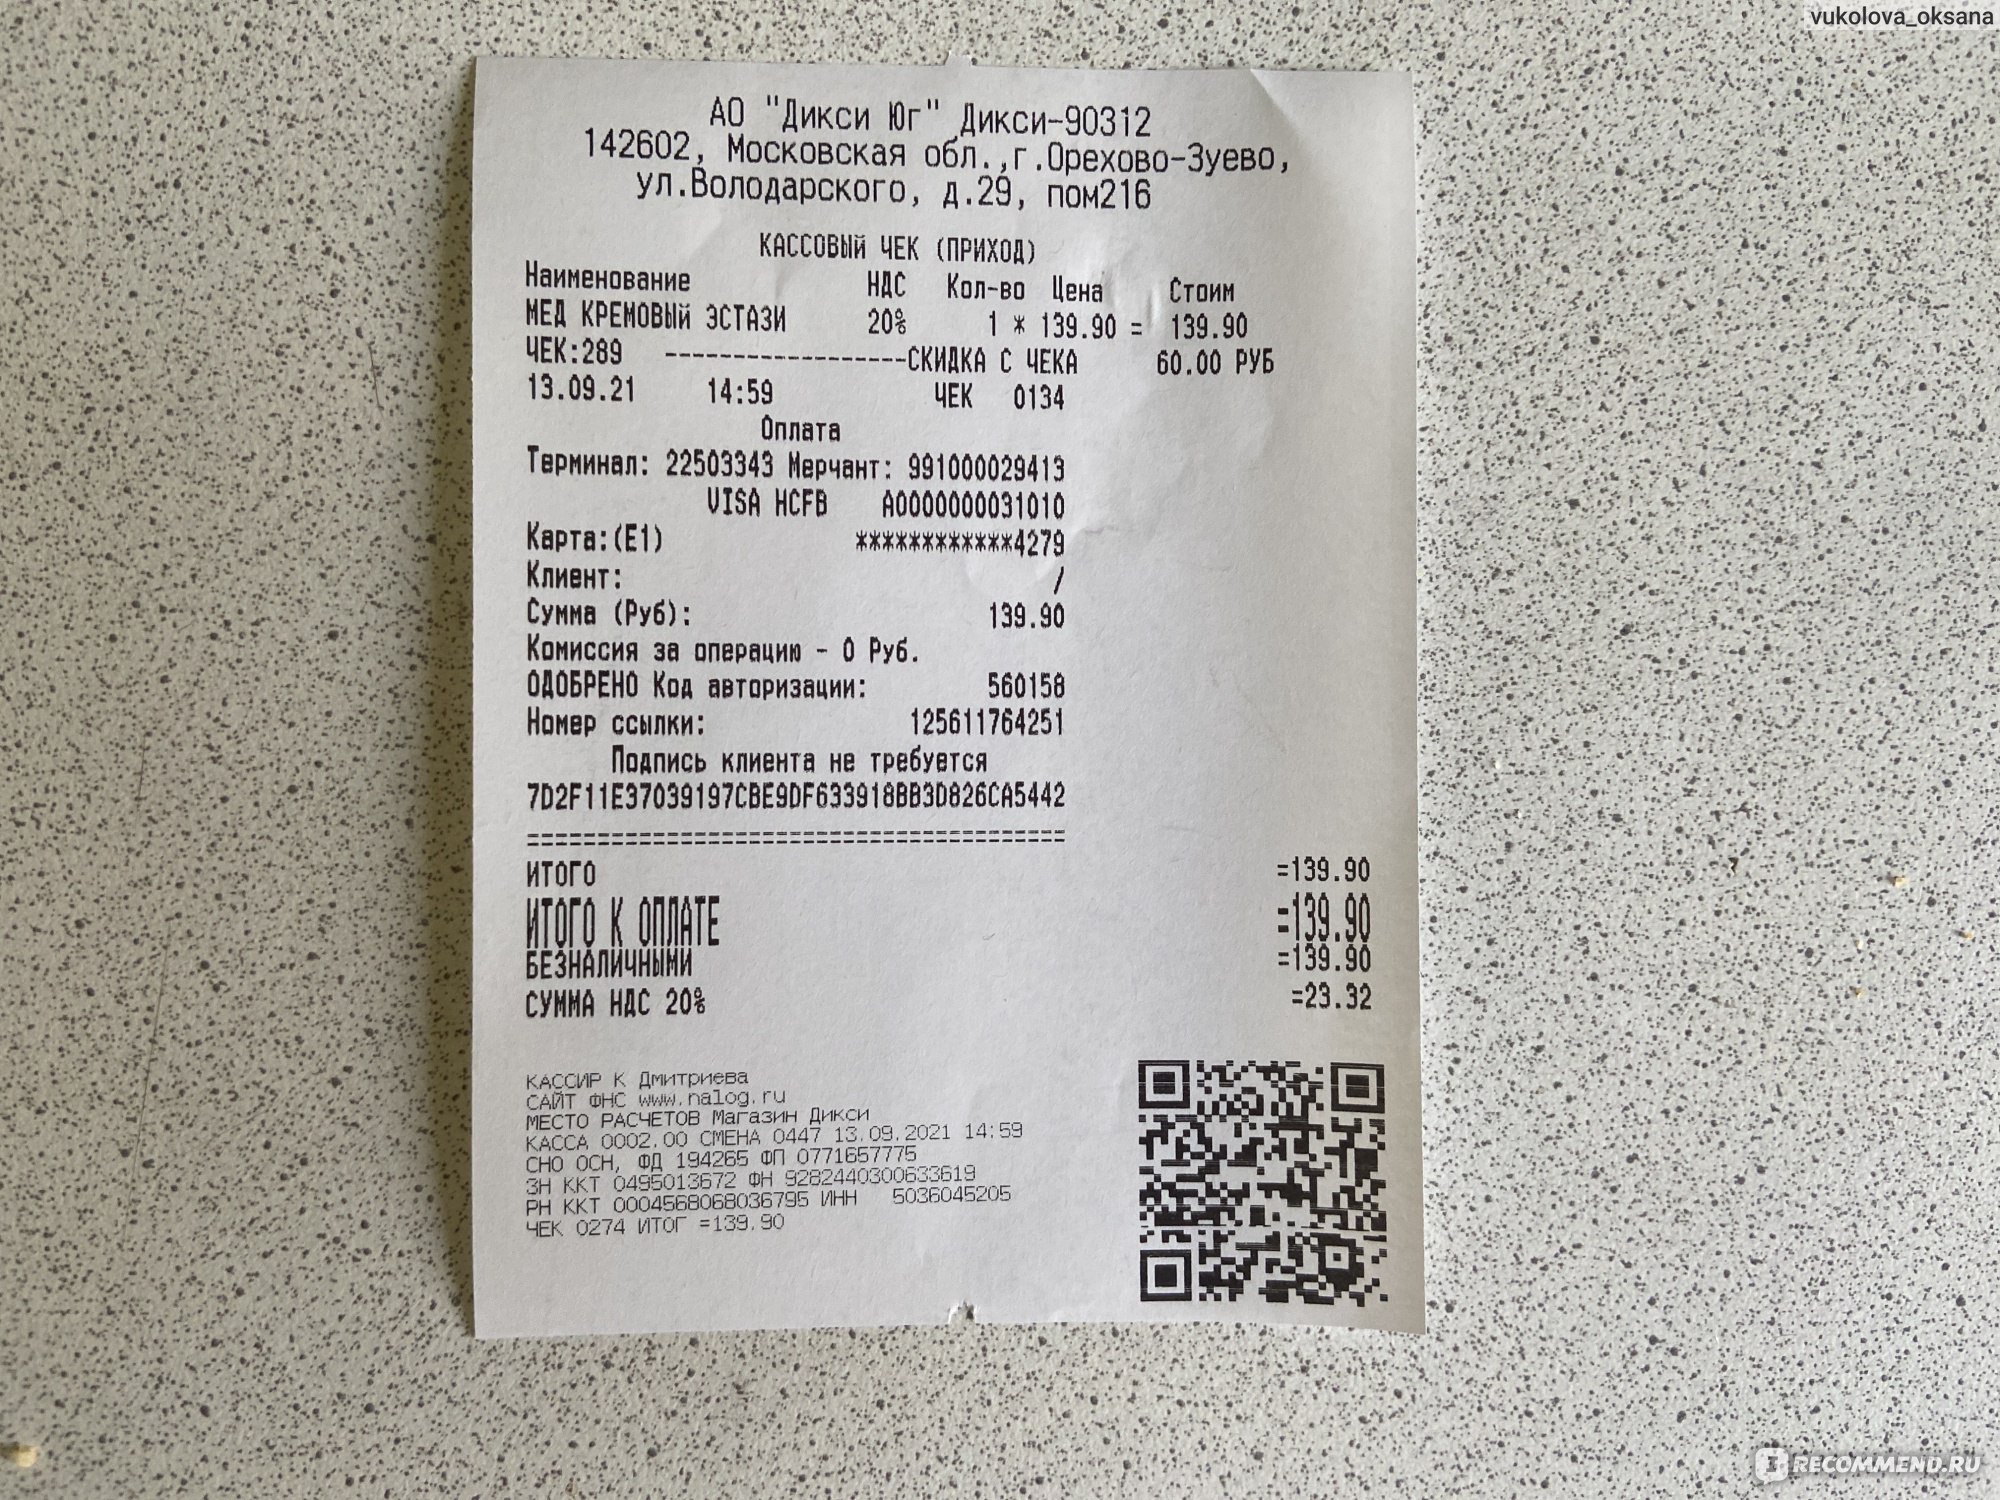 vukolova_oksana
АО "Дикси Юг" Дикси-90312
142602, Московская обл.,г.Орехово-Зуево,
ул.Володарского, д.29, пом216
КАССОВЫЙ ЧЕК (ПРИХОД)
Наименование НДС Кол-во Цена Стоим
МЕД КРЕМОВЫЙ ЭСТАЗИ 20% 1 * 139.90 = 139.90
ЧЕК:289 ------------------СКИДКА С ЧЕКА 60.00 РУБ
13.09.21 14:59 ЧЕК 0134
Оплата
Терминал: 22503343 Мерчант: 991000029413
VISA HCFB A0000000031010
Карта:(E1) ************4279
Клиент: /
Сумма (Руб): 139.90
Комиссия за операцию - 0 Руб.
ОДОБРЕНО Код авторизации: 560158
Номер ссылки: 125611764251
Подпись клиента не требуется
7D2F11E37039197CBE9DF633918BB3D826CA5442
========================================
ИТОГО =139.90
ИТОГО К ОПЛАТЕ =139.90
БЕЗНАЛИЧНЫМИ =139.90
СУММА НДС 20% =23.32
КАССИР К Дмитриева
САЙТ ФНС www.nalog.ru
МЕСТО РАСЧЕТОВ Магазин Дикси
КАССА 0002.00 СМЕНА 0447 13.09.2021 14:59
СНО ОСН, ФД 194265 ФП 0771657775
ЗН ККТ 0495013672 ФН 9282440300633619
РН ККТ 0004568068036795 ИНН 5036045205
ЧЕК 0274 ИТОГ =139.90
IRECOMMEND.RU